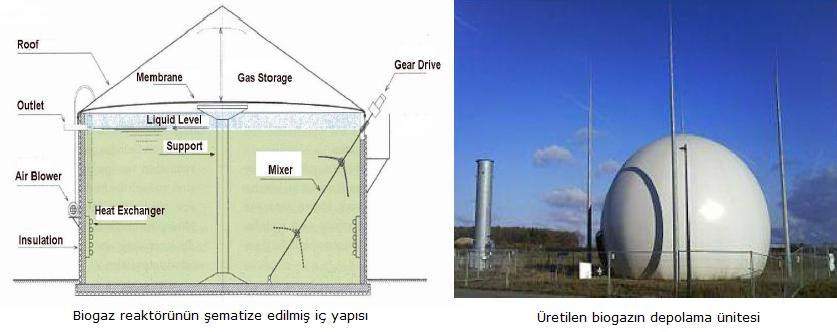 Roof
Gear Drive
Membrane
Gas Storage
Outlet
Liquid Level
Support
Mixer
Air Blower
Heat Exchanger
Insulation
Biogaz reaktörünün şematize edilmiş iç yapısı
Üretilen biogazın depolama ünitesi